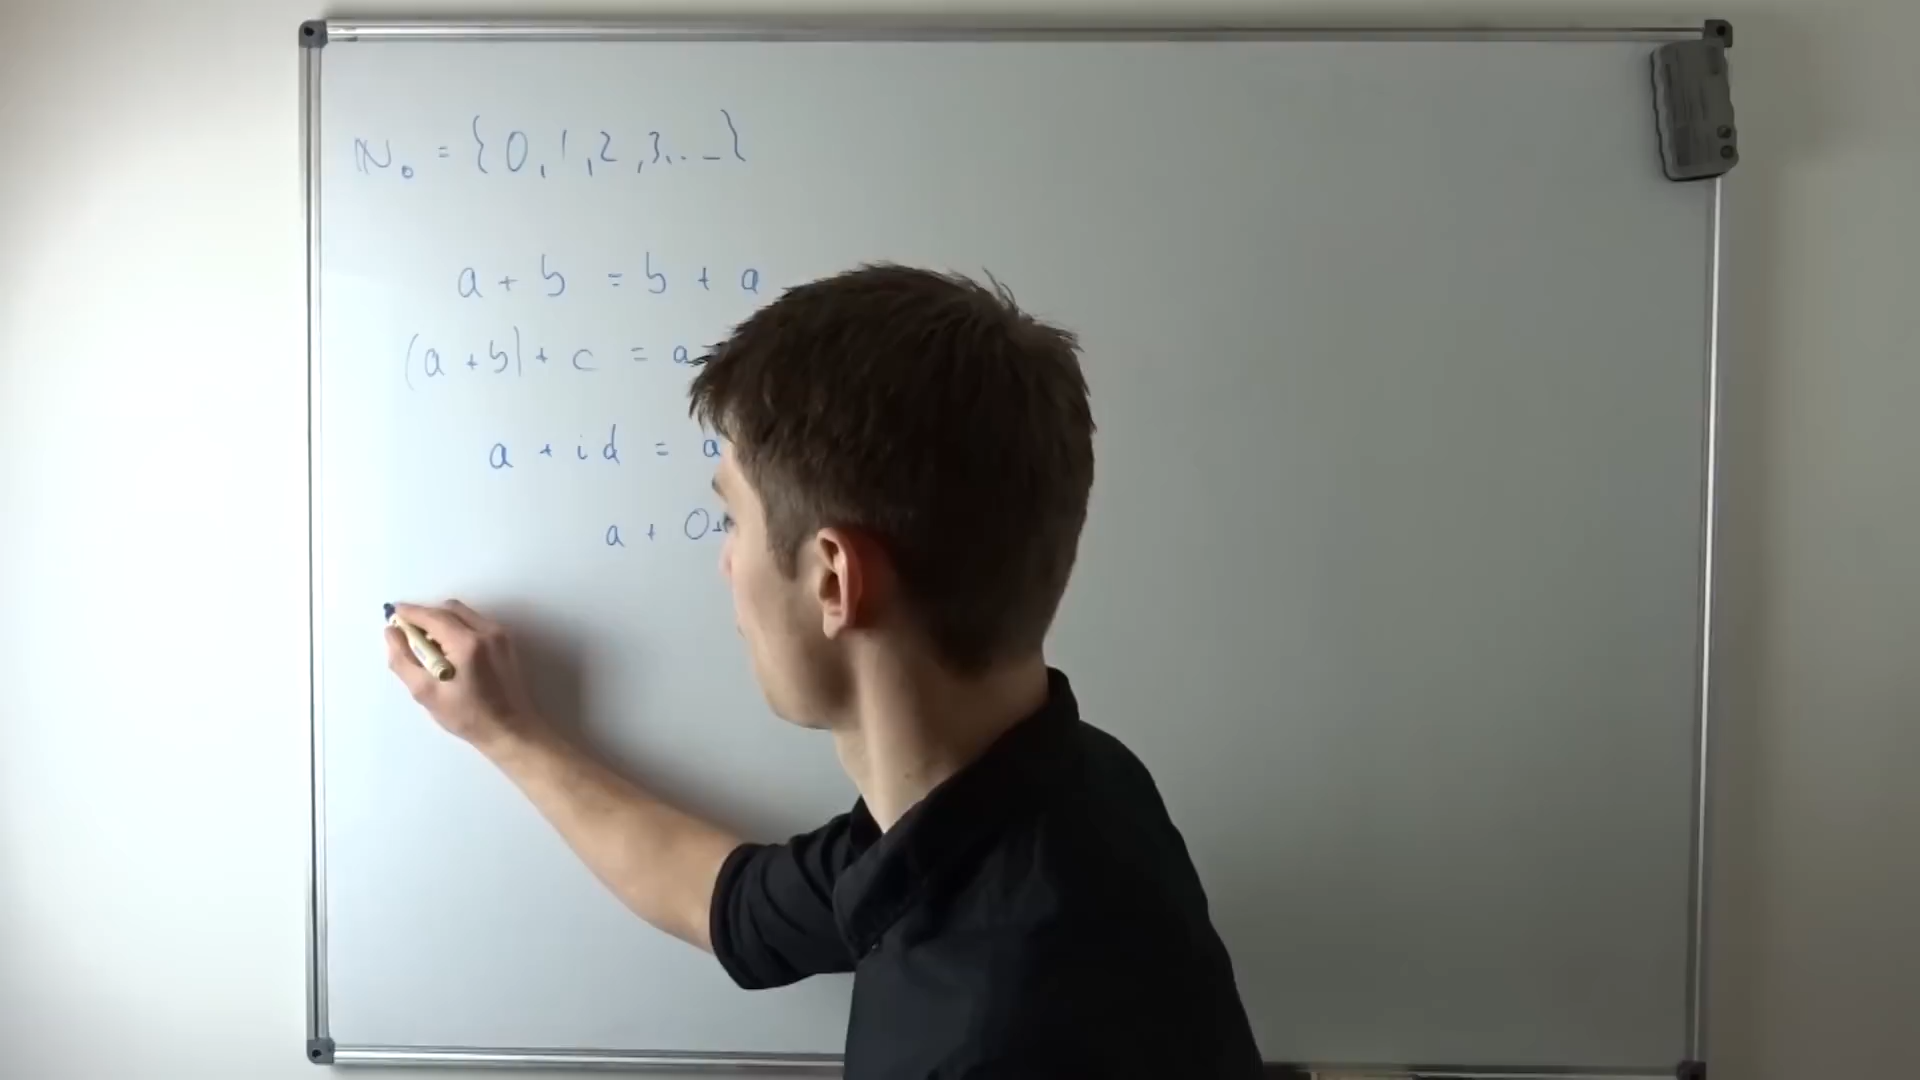 ℕ₀ = {0, 1, 2, 3, . . _}
a + b = b + a
(a + b) + c = a
a + id = a
a + 0